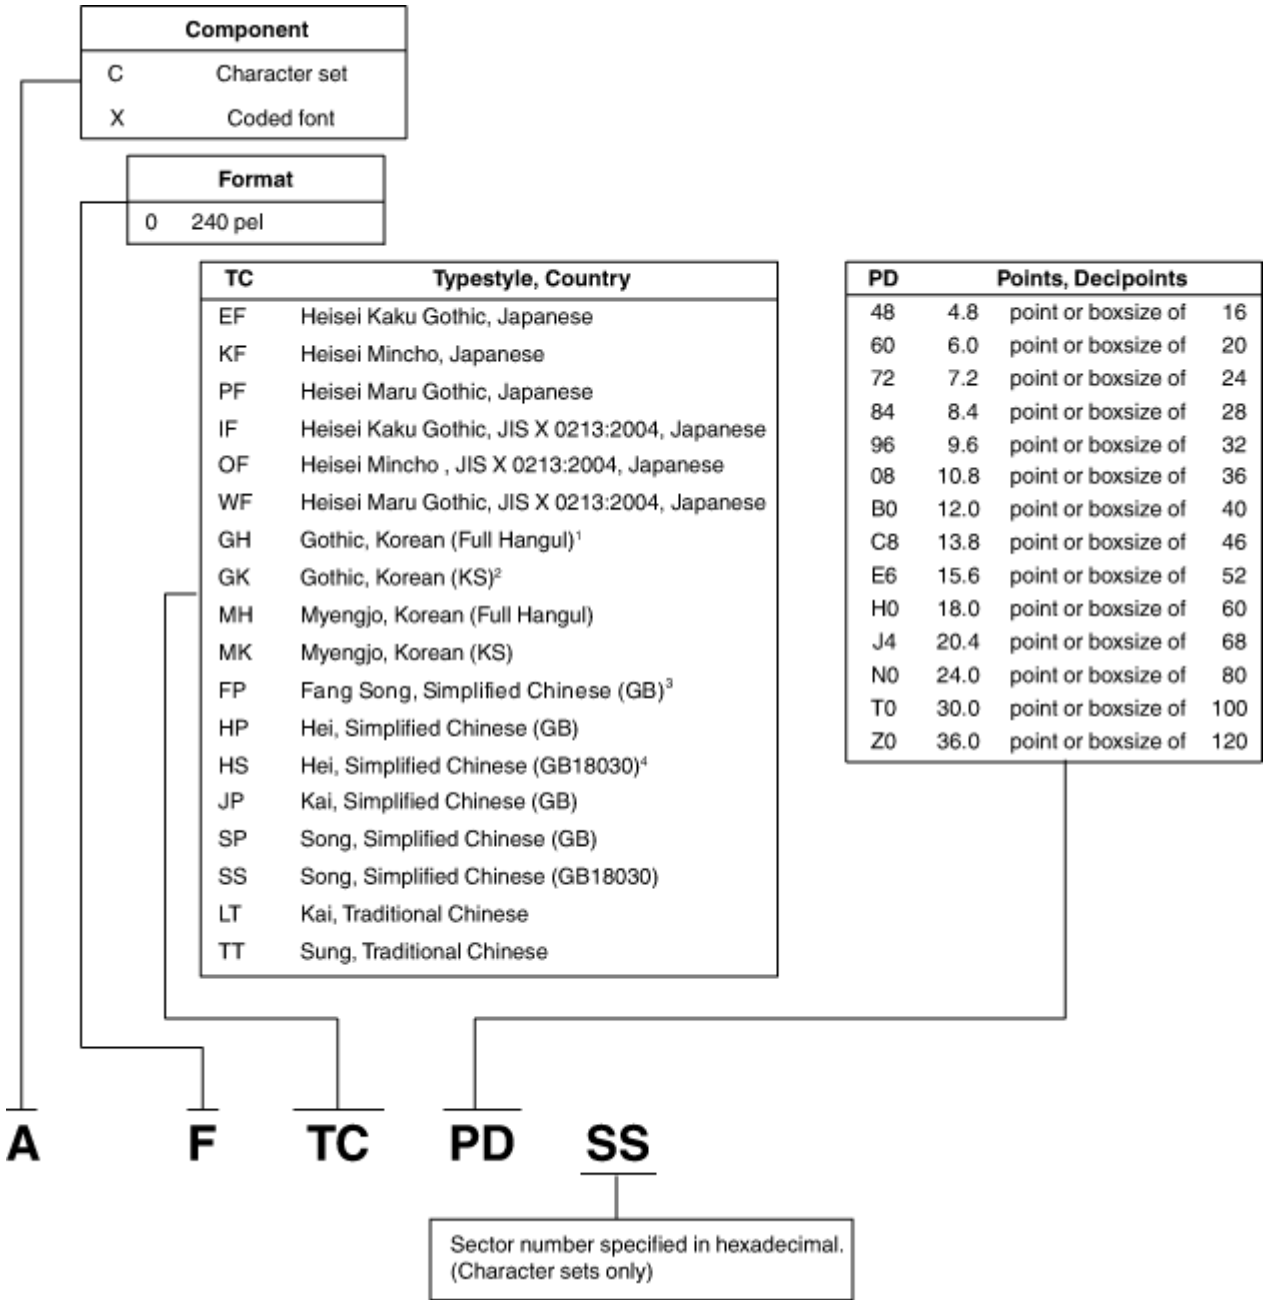 Component
C Character set
X Coded font
Format
0 240 pel
TC Typestyle, Country
EF Heisei Kaku Gothic, Japanese
KF Heisei Mincho, Japanese
PF Heisei Maru Gothic, Japanese
IF Heisei Kaku Gothic, JIS X 0213:2004, Japanese
OF Heisei Mincho , JIS X 0213:2004, Japanese
WF Heisei Maru Gothic, JIS X 0213:2004, Japanese
GH Gothic, Korean (Full Hangul)¹
GK Gothic, Korean (KS)²
MH Myengjo, Korean (Full Hangul)
MK Myengjo, Korean (KS)
FP Fang Song, Simplified Chinese (GB)³
HP Hei, Simplified Chinese (GB)
HS Hei, Simplified Chinese (GB18030)⁴
JP Kai, Simplified Chinese (GB)
SP Song, Simplified Chinese (GB)
SS Song, Simplified Chinese (GB18030)
LT Kai, Traditional Chinese
TT Sung, Traditional Chinese
PD Points, Decipoints
48 4.8 point or boxsize of 16
60 6.0 point or boxsize of 20
72 7.2 point or boxsize of 24
84 8.4 point or boxsize of 28
96 9.6 point or boxsize of 32
08 10.8 point or boxsize of 36
B0 12.0 point or boxsize of 40
C8 13.8 point or boxsize of 46
E6 15.6 point or boxsize of 52
H0 18.0 point or boxsize of 60
J4 20.4 point or boxsize of 68
N0 24.0 point or boxsize of 80
T0 30.0 point or boxsize of 100
Z0 36.0 point or boxsize of 120
A F TC PD SS
Sector number specified in hexadecimal.
(Character sets only)